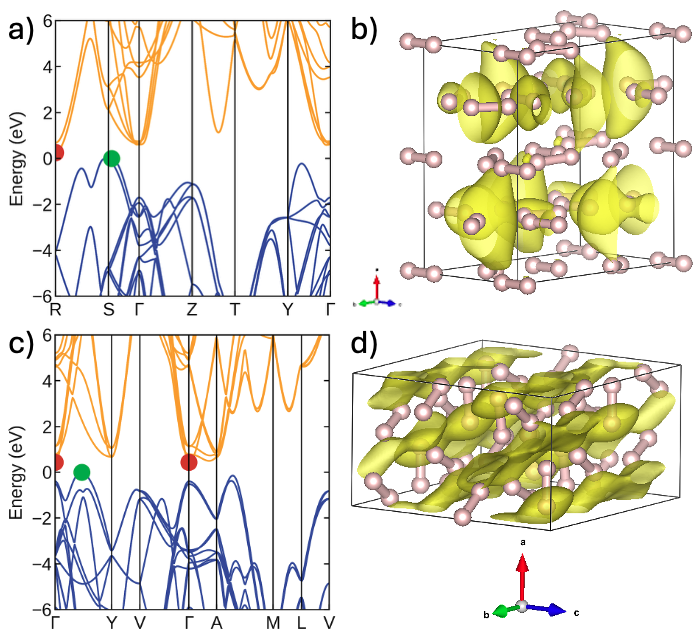 a)
Energy (eV)
6
4
2
0
−2
−4
−6
R S Γ Z T Y Γ
b)
a
b
c
c)
Energy (eV)
6
4
2
0
−2
−4
−6
Γ Y V Γ A M L V
d)
a
b
c